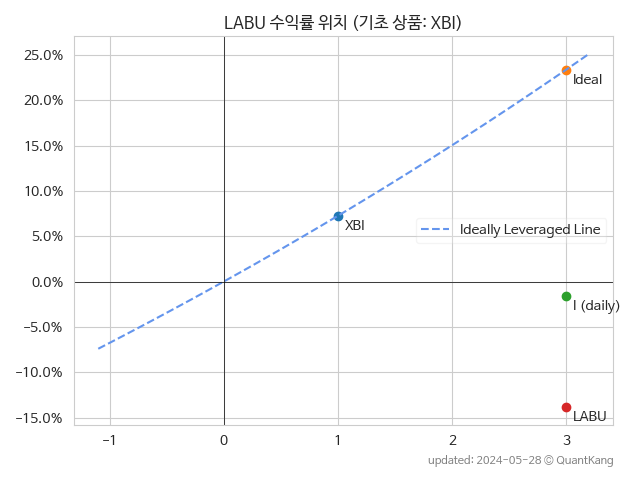 LABU 수익률 위치 (기초 상품: XBI)
25.0%
20.0%
15.0%
10.0%
5.0%
0.0%
−5.0%
−10.0%
−15.0%
Ideal
XBI
Ideally Leveraged Line
I (daily)
LABU
−1
0
1
2
3
updated: 2024-05-28 © QuantKang